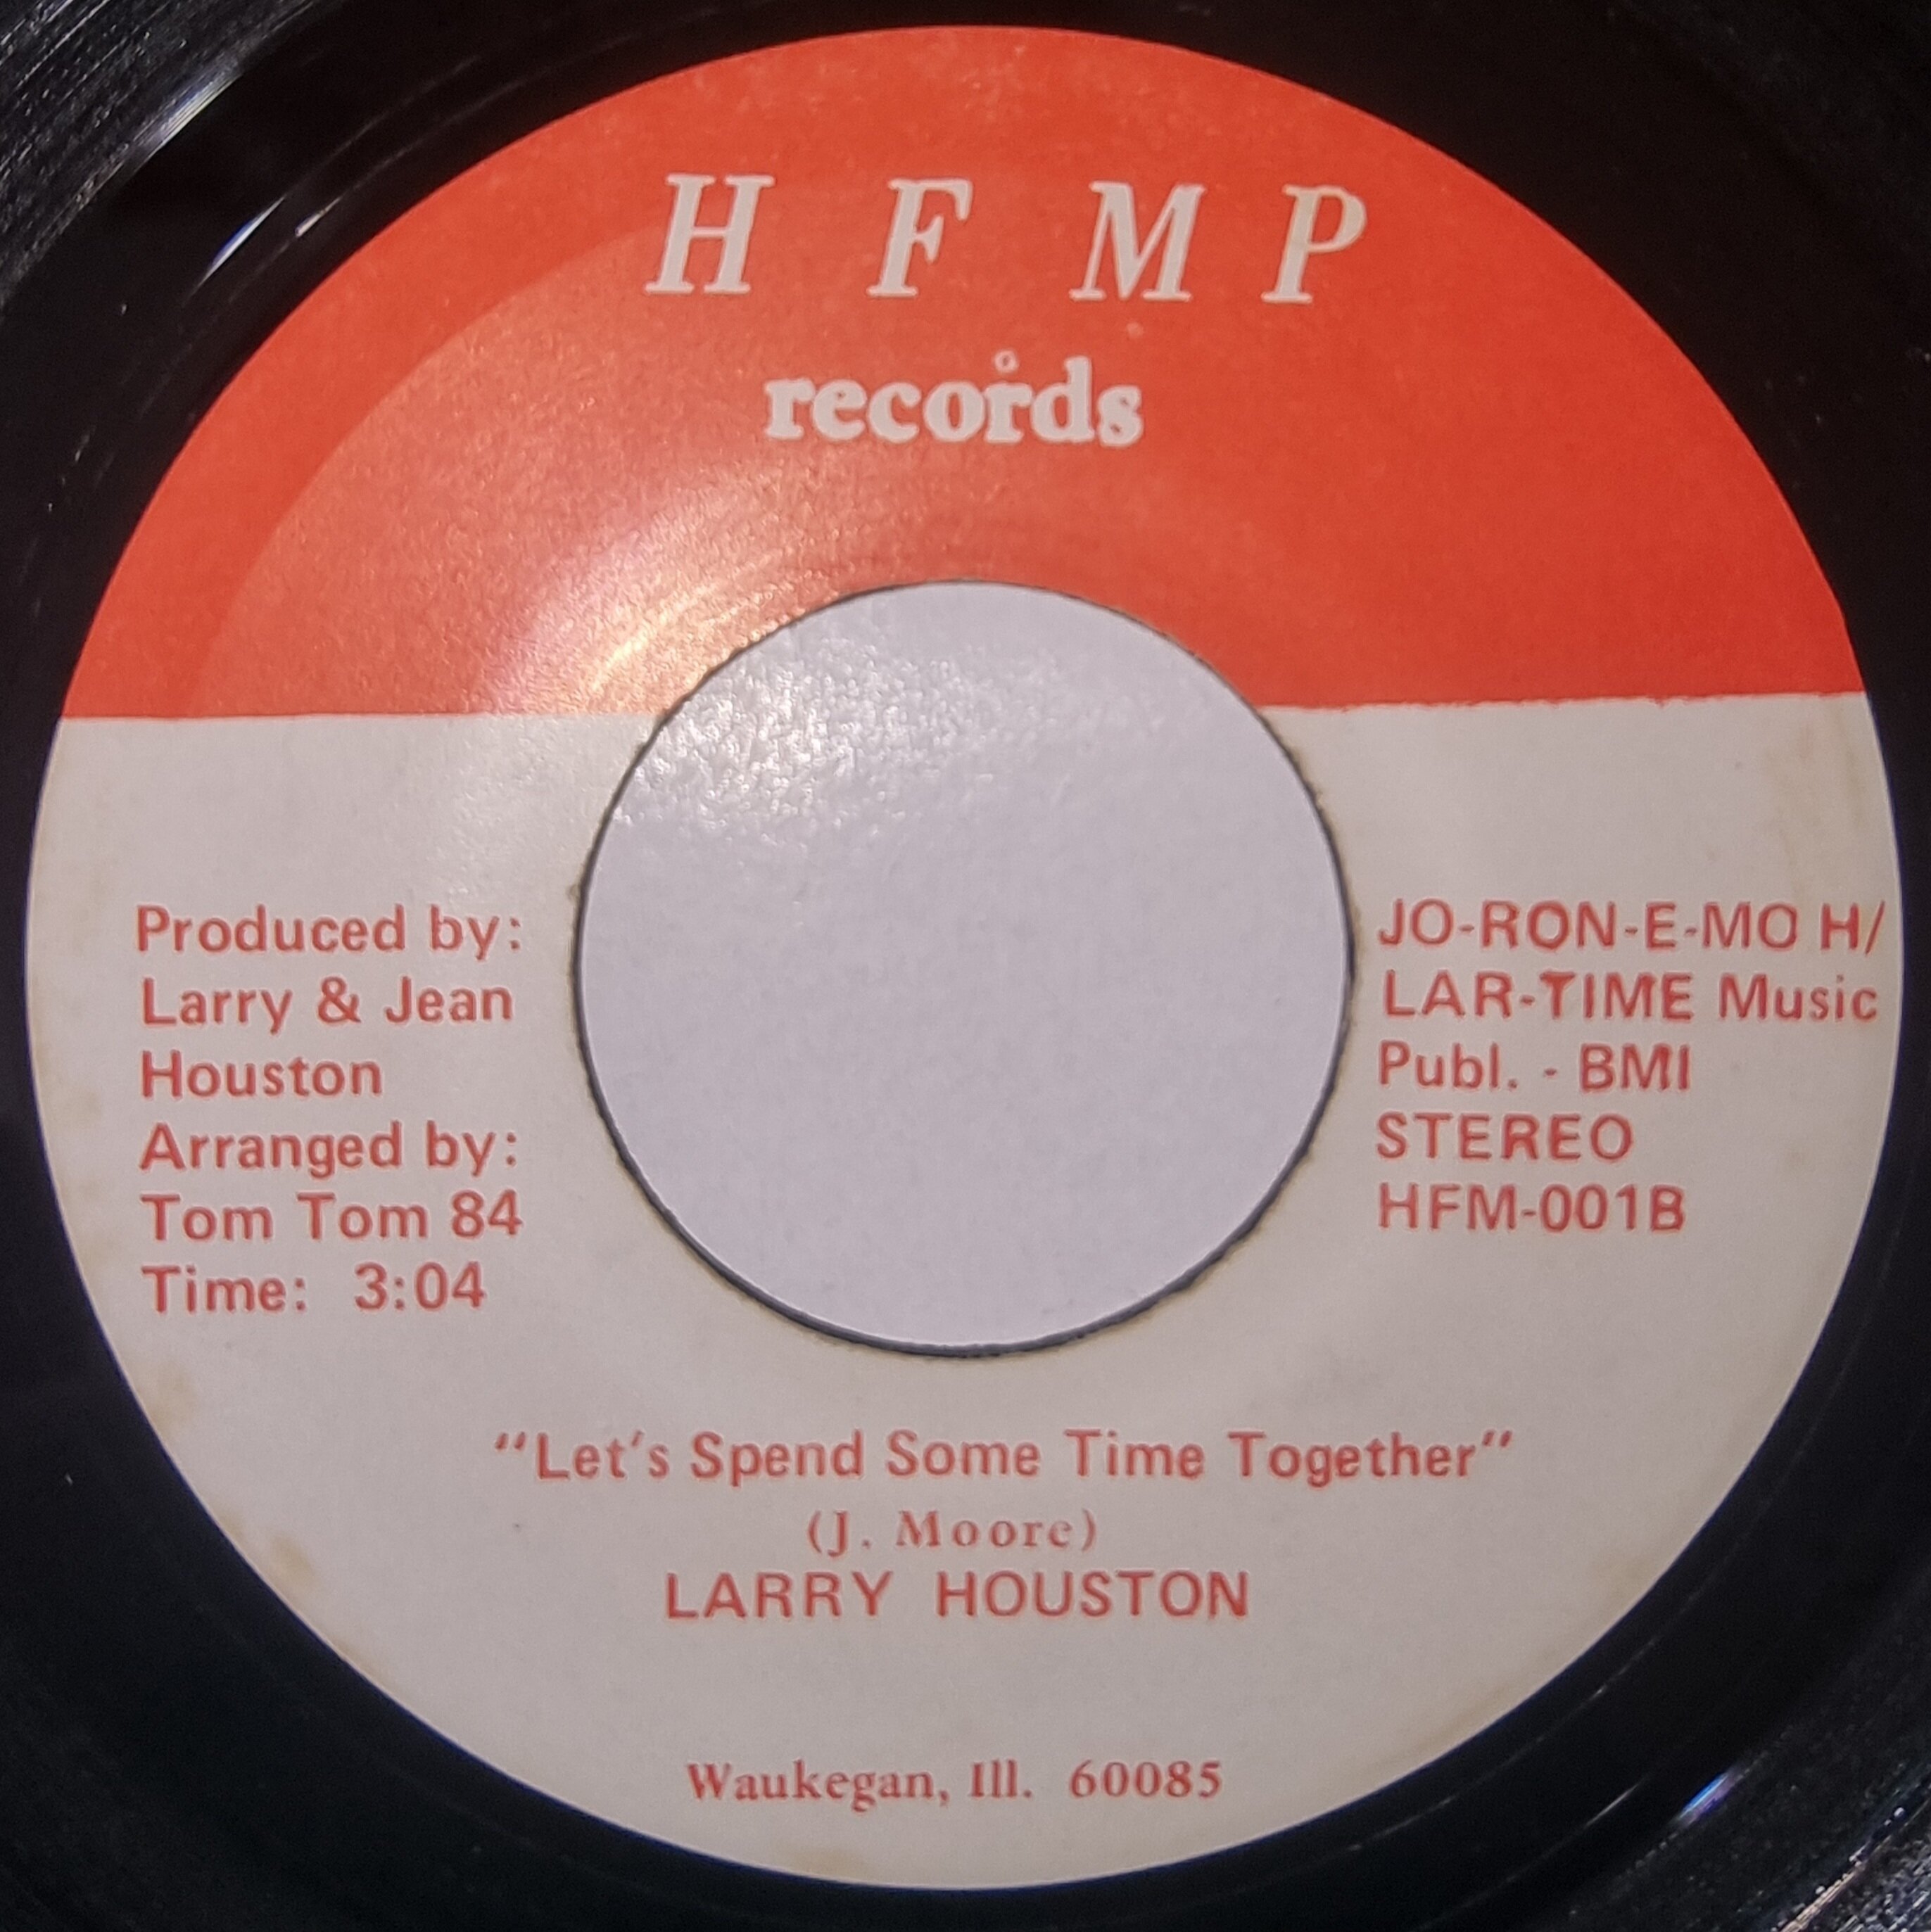 H F M P
records
Produced by:
Larry & Jean
Houston
Arranged by:
Tom Tom 84
Time: 3:04
JO-RON-E-MO H/
LAR-TIME Music
Publ. - BMI
STEREO
HFM-001B
"Let's Spend Some Time Together"
(J. Moore)
LARRY HOUSTON
Waukegan, Ill. 60085